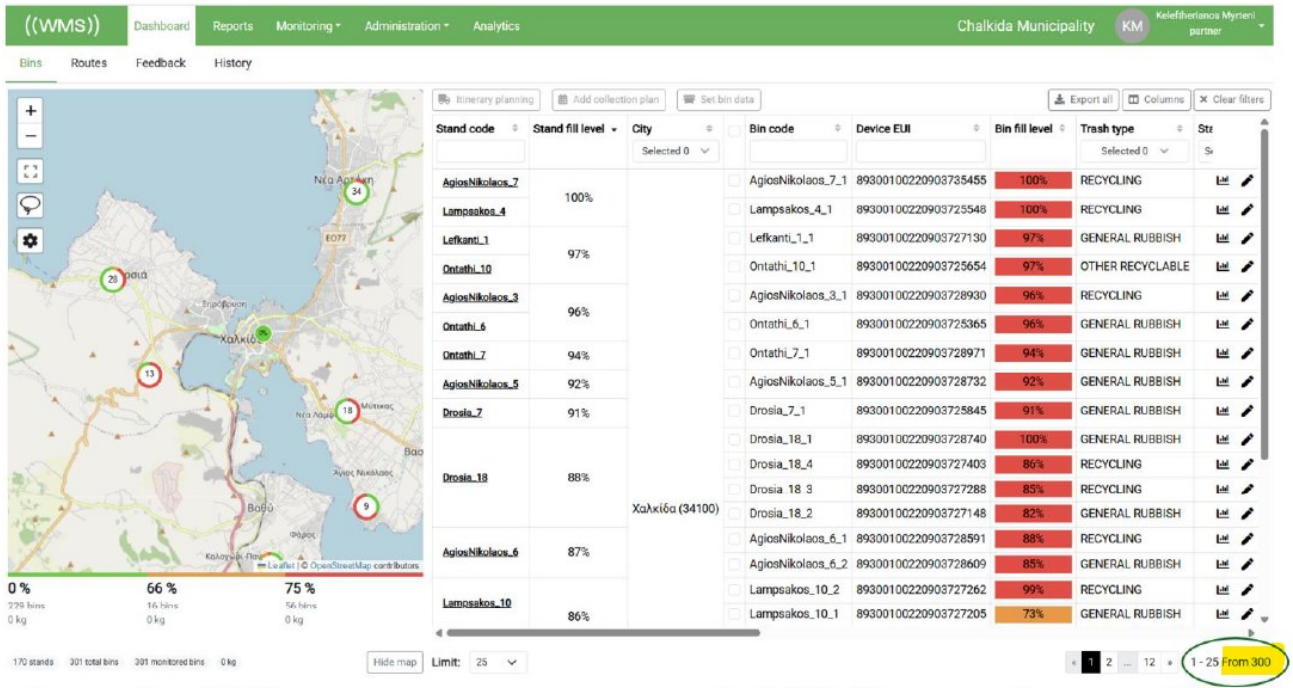 ((WMS)) Dashboard Reports Monitoring Administration Analytics Chalkida Municipality KM Keleftherianos Myrteni
partner
Bins Routes Feedback History
Itinerary planning Add collection plan Set bin data Export all Columns × Clear filters
Stand code Stand fill level City Bin code Device EUI Bin fill level Trash type Sta
Selected 0 Selected 0 Se
AgiosNikolaos_7 100% AgiosNikolaos_7_1 89300100220903735455 100% RECYCLING
Lampsakos_4 Lampsakos_4_1 89300100220903725548 100% RECYCLING
Lefkanti_1 97% Lefkanti_1_1 89300100220903727130 97% GENERAL RUBBISH
Ontathi_10 Ontathi_10_1 89300100220903725654 97% OTHER RECYCLABLE
AgiosNikolaos_3 96% AgiosNikolaos_3_1 89300100220903728930 96% RECYCLING
Ontathi_6 Ontathi_6_1 89300100220903725365 96% GENERAL RUBBISH
Ontathi_7 94% Ontathi_7_1 89300100220903728971 94% GENERAL RUBBISH
AgiosNikolaos_5 92% AgiosNikolaos_5_1 89300100220903728732 92% GENERAL RUBBISH
Drosia_7 91% Drosia_7_1 89300100220903725845 91% GENERAL RUBBISH
Drosia_18 88% Χαλκίδα (34100) Drosia_18_1 89300100220903728740 100% GENERAL RUBBISH
Drosia_18_4 89300100220903727403 86% RECYCLING
Drosia_18_3 89300100220903727288 85% RECYCLING
Drosia_18_2 89300100220903727148 82% GENERAL RUBBISH
AgiosNikolaos_6 87% AgiosNikolaos_6_1 89300100220903728591 88% RECYCLING
AgiosNikolaos_6_2 89300100220903728609 85% GENERAL RUBBISH
Lampsakos_10 86% Lampsakos_10_2 89300100220903727262 99% RECYCLING
Lampsakos_10_1 89300100220903727205 73% GENERAL RUBBISH
+
−
34
EO77
28
13
18
Μύτικας
Άγιος Νικόλαος
9
Βαθύ
Φάρος
Leaflet | © OpenStreetMap contributors
0 % 66 % 75 %
229 bins 16 bins 56 bins
0 kg 0 kg 0 kg
170 stands 301 total bins 301 monitored bins 0 kg Hide map Limit: 25 « 1 2 ... 12 » 1 - 25 From 300